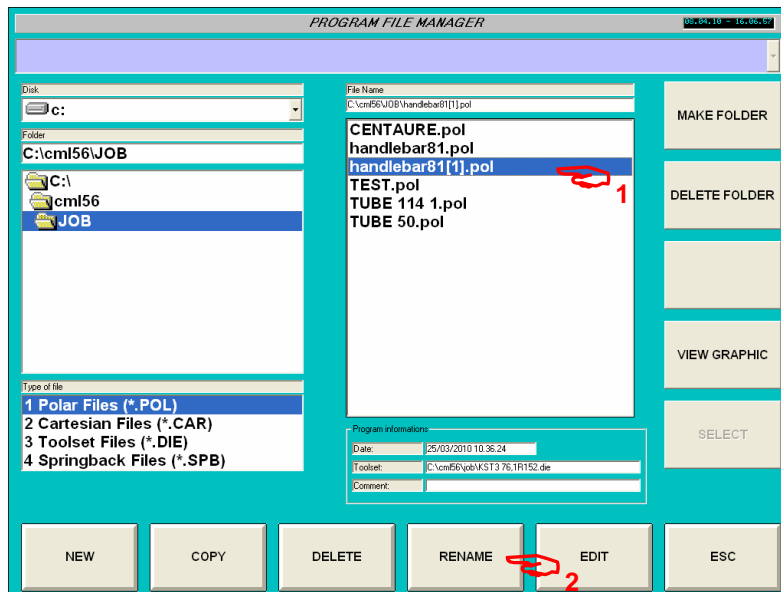 PROGRAM FILE MANAGER
08.04.10 - 16.06.57
Disk
c:
Folder
C:\cml56\JOB
C:\
cml56
JOB
Type of file
1 Polar Files (*.POL)
2 Cartesian Files (*.CAR)
3 Toolset Files (*.DIE)
4 Springback Files (*.SPB)
File Name
C:\cml56\JOB\handlebar81[1].pol
CENTAURE.pol
handlebar81.pol
handlebar81[1].pol
TEST.pol
TUBE 114 1.pol
TUBE 50.pol
1
Program informations
Date: 25/03/2010 10.36.24
Toolset: C:\cml56\job\KST3 76,1R152.die
Comment:
MAKE FOLDER
DELETE FOLDER
VIEW GRAPHIC
SELECT
NEW COPY DELETE RENAME EDIT ESC
2